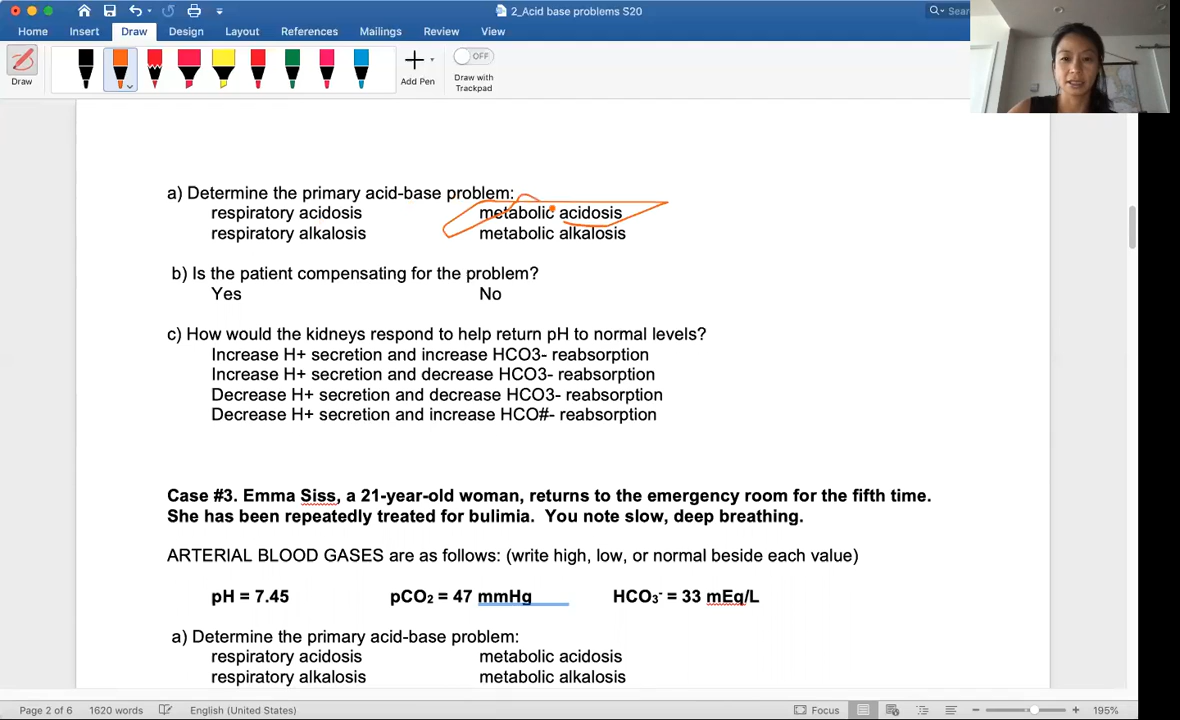 2_Acid base problems S20
Sear
Home Insert Draw Design Layout References Mailings Review View
Draw
Add Pen
OFF
Draw with
Trackpad
a) Determine the primary acid-base problem:
respiratory acidosis metabolic acidosis
respiratory alkalosis metabolic alkalosis
b) Is the patient compensating for the problem?
Yes No
c) How would the kidneys respond to help return pH to normal levels?
Increase H+ secretion and increase HCO3- reabsorption
Increase H+ secretion and decrease HCO3- reabsorption
Decrease H+ secretion and decrease HCO3- reabsorption
Decrease H+ secretion and increase HCO#- reabsorption
Case #3. Emma Siss, a 21-year-old woman, returns to the emergency room for the fifth time.
She has been repeatedly treated for bulimia. You note slow, deep breathing.
ARTERIAL BLOOD GASES are as follows: (write high, low, or normal beside each value)
pH = 7.45 pCO₂ = 47 mmHg HCO₃⁻ = 33 mEq/L
a) Determine the primary acid-base problem:
respiratory acidosis metabolic acidosis
respiratory alkalosis metabolic alkalosis
Page 2 of 6 1620 words English (United States) Focus 195%